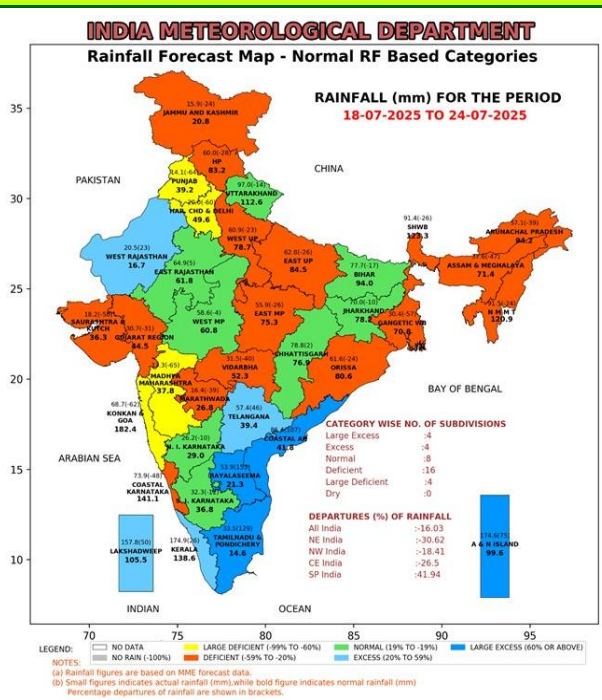 INDIA METEOROLOGICAL DEPARTMENT
Rainfall Forecast Map - Normal RF Based Categories
RAINFALL (mm) FOR THE PERIOD
18-07-2025 TO 24-07-2025
35
30
25
20
15
10
70
75
80
85
90
95
PAKISTAN
CHINA
ARABIAN SEA
BAY OF BENGAL
INDIAN
OCEAN
15.9(-24)
JAMMU AND KASHMIR
20.8
60.0(-28)
HP
83.2
14.1(-64)
PUNJAB
39.2
97.0(-14)
UTTARAKHAND
112.6
HAR, CHD & DELHI
49.6
20.5(23)
WEST RAJASTHAN
16.7
64.9(5)
EAST RAJASTHAN
61.8
60.9(-23)
WEST UP
78.7
62.8(-26)
EAST UP
84.5
77.7(-17)
BIHAR
94.0
91.4(-26)
SHWB
123.3
57.1(-39)
ARUNACHAL PRADESH
94.2
ASSAM & MEGHALAYA
71.4
91.5(-24)
N M M T
120.9
SAURASTRA &
KUTCH
36.3
30.7(-31)
GUJARAT REGION
44.5
58.6(-4)
WEST MP
60.8
55.9(-26)
EAST MP
75.3
70.0(-10)
JHARKHAND
78.2
30.4(-57)
GANGETIC WB
78.8(2)
CHHATTISGARH
76.9
61.6(-24)
ORISSA
80.6
31.5(-40)
VIDARBHA
52.3
MADHYA
MAHARASHTRA
37.8
16.4(-39)
MARATHWADA
26.8
68.7(-62)
KONKAN &
GOA
182.4
57.4(46)
TELANGANA
39.4
COASTAL AP
41.8
26.2(-10)
N. I. KARNATAKA
29.0
RAYALASEEMA
21.3
73.9(-48)
COASTAL
KARNATAKA
141.1
S. I. KARNATAKA
36.8
TAMILNADU &
PONDICHERY
14.6
KERALA
138.6
157.8(50)
LAKSHADWEEP
105.5
174.6(75)
A & N ISLAND
99.6
CATEGORY WISE NO. OF SUBDIVISIONS
Large Excess :4
Excess :4
Normal :8
Deficient :16
Large Deficient :4
Dry :0
DEPARTURES (%) OF RAINFALL
All India :-16.03
NE India :-30.62
NW India :-18.41
CE India :-26.5
SP India :41.94
LEGEND:
NO DATA
LARGE DEFICIENT (-99% TO -60%)
NORMAL (19% TO -19%)
LARGE EXCESS (60% OR ABOVE)
NO RAIN (-100%)
DEFICIENT (-59% TO -20%)
EXCESS (20% TO 59%)
NOTES:
(a) Rainfall figures are based on MME forecast data.
(b) Small figures indicates actual rainfall (mm),while bold figure indicates normal rainfall (mm)
Percentage departures of rainfall are shown in brackets.